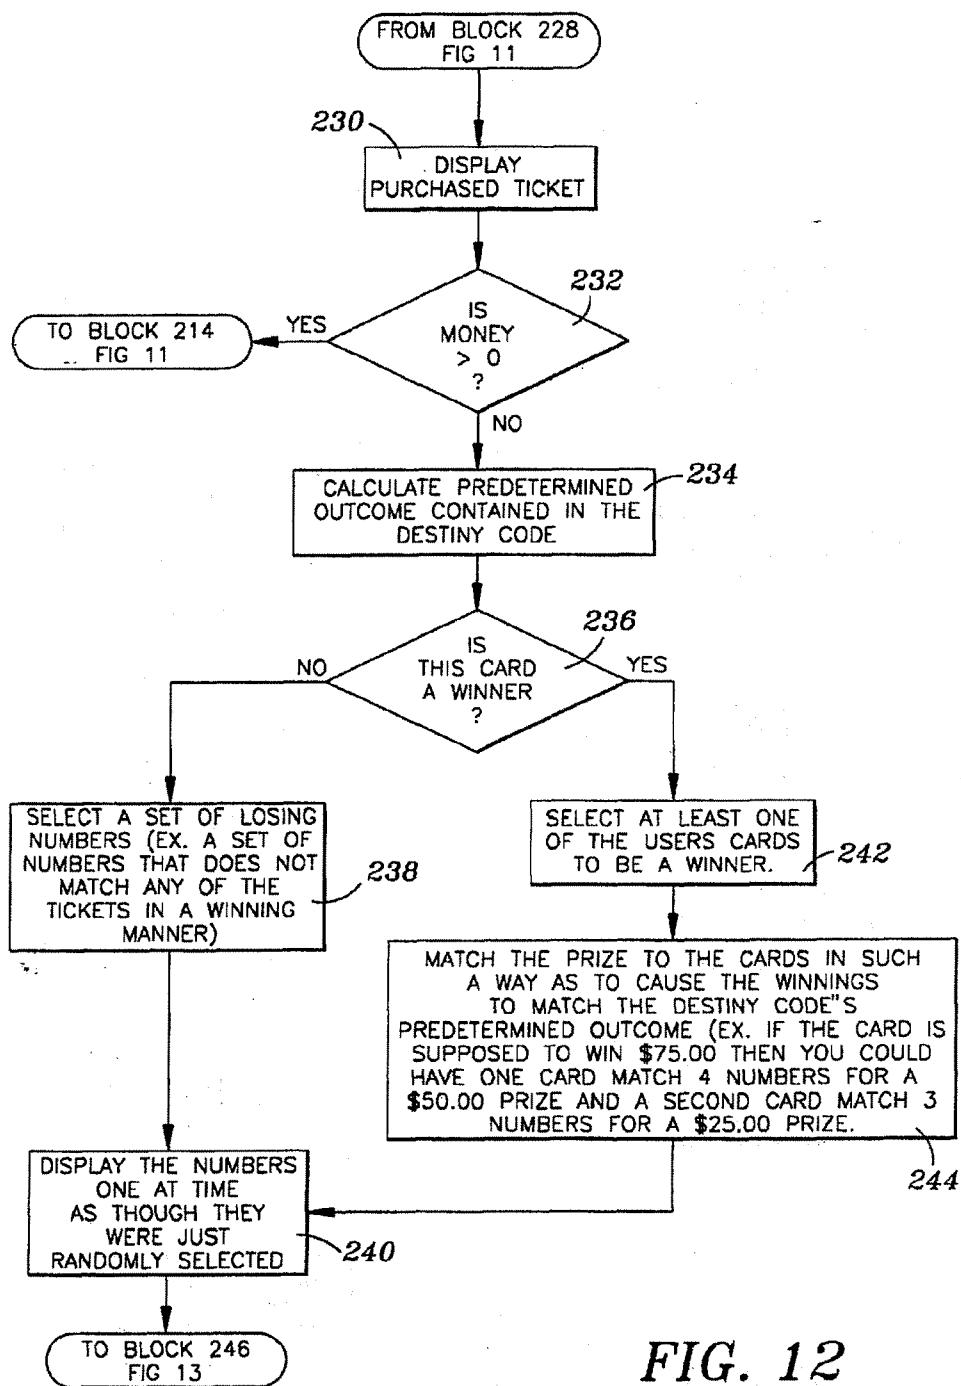 FROM BLOCK 228
FIG 11
230
DISPLAY
PURCHASED TICKET
232
IS
MONEY
> 0
?
YES
TO BLOCK 214
FIG 11
NO
234
CALCULATE PREDETERMINED
OUTCOME CONTAINED IN THE
DESTINY CODE
236
IS
THIS CARD
A WINNER
?
NO
YES
SELECT A SET OF LOSING
NUMBERS (EX. A SET OF
NUMBERS THAT DOES NOT
MATCH ANY OF THE
TICKETS IN A WINNING
MANNER)
238
SELECT AT LEAST ONE
OF THE USERS CARDS
TO BE A WINNER.
242
MATCH THE PRIZE TO THE CARDS IN SUCH
A WAY AS TO CAUSE THE WINNINGS
TO MATCH THE DESTINY CODE"S
PREDETERMINED OUTCOME (EX. IF THE CARD IS
SUPPOSED TO WIN $75.00 THEN YOU COULD
HAVE ONE CARD MATCH 4 NUMBERS FOR A
$50.00 PRIZE AND A SECOND CARD MATCH 3
NUMBERS FOR A $25.00 PRIZE.
244
DISPLAY THE NUMBERS
ONE AT TIME
AS THOUGH THEY
WERE JUST
RANDOMLY SELECTED
240
TO BLOCK 246
FIG 13
FIG. 12